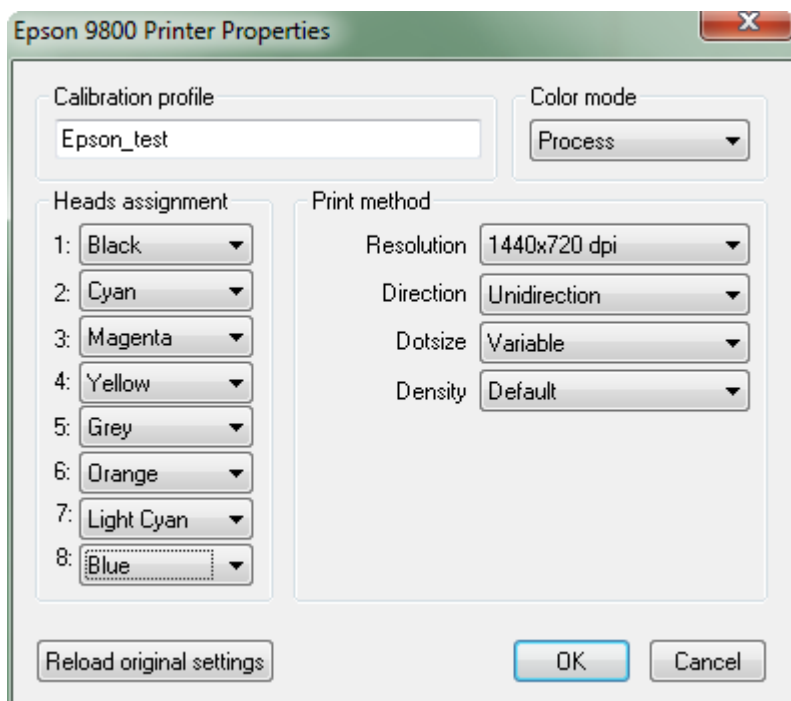 Epson 9800 Printer Properties
X
Calibration profile
Epson_test
Color mode
Process
Heads assignment
1: Black
2: Cyan
3: Magenta
4: Yellow
5: Grey
6: Orange
7: Light Cyan
8: Blue
Print method
Resolution 1440x720 dpi
Direction Unidirection
Dotsize Variable
Density Default
Reload original settings
OK
Cancel